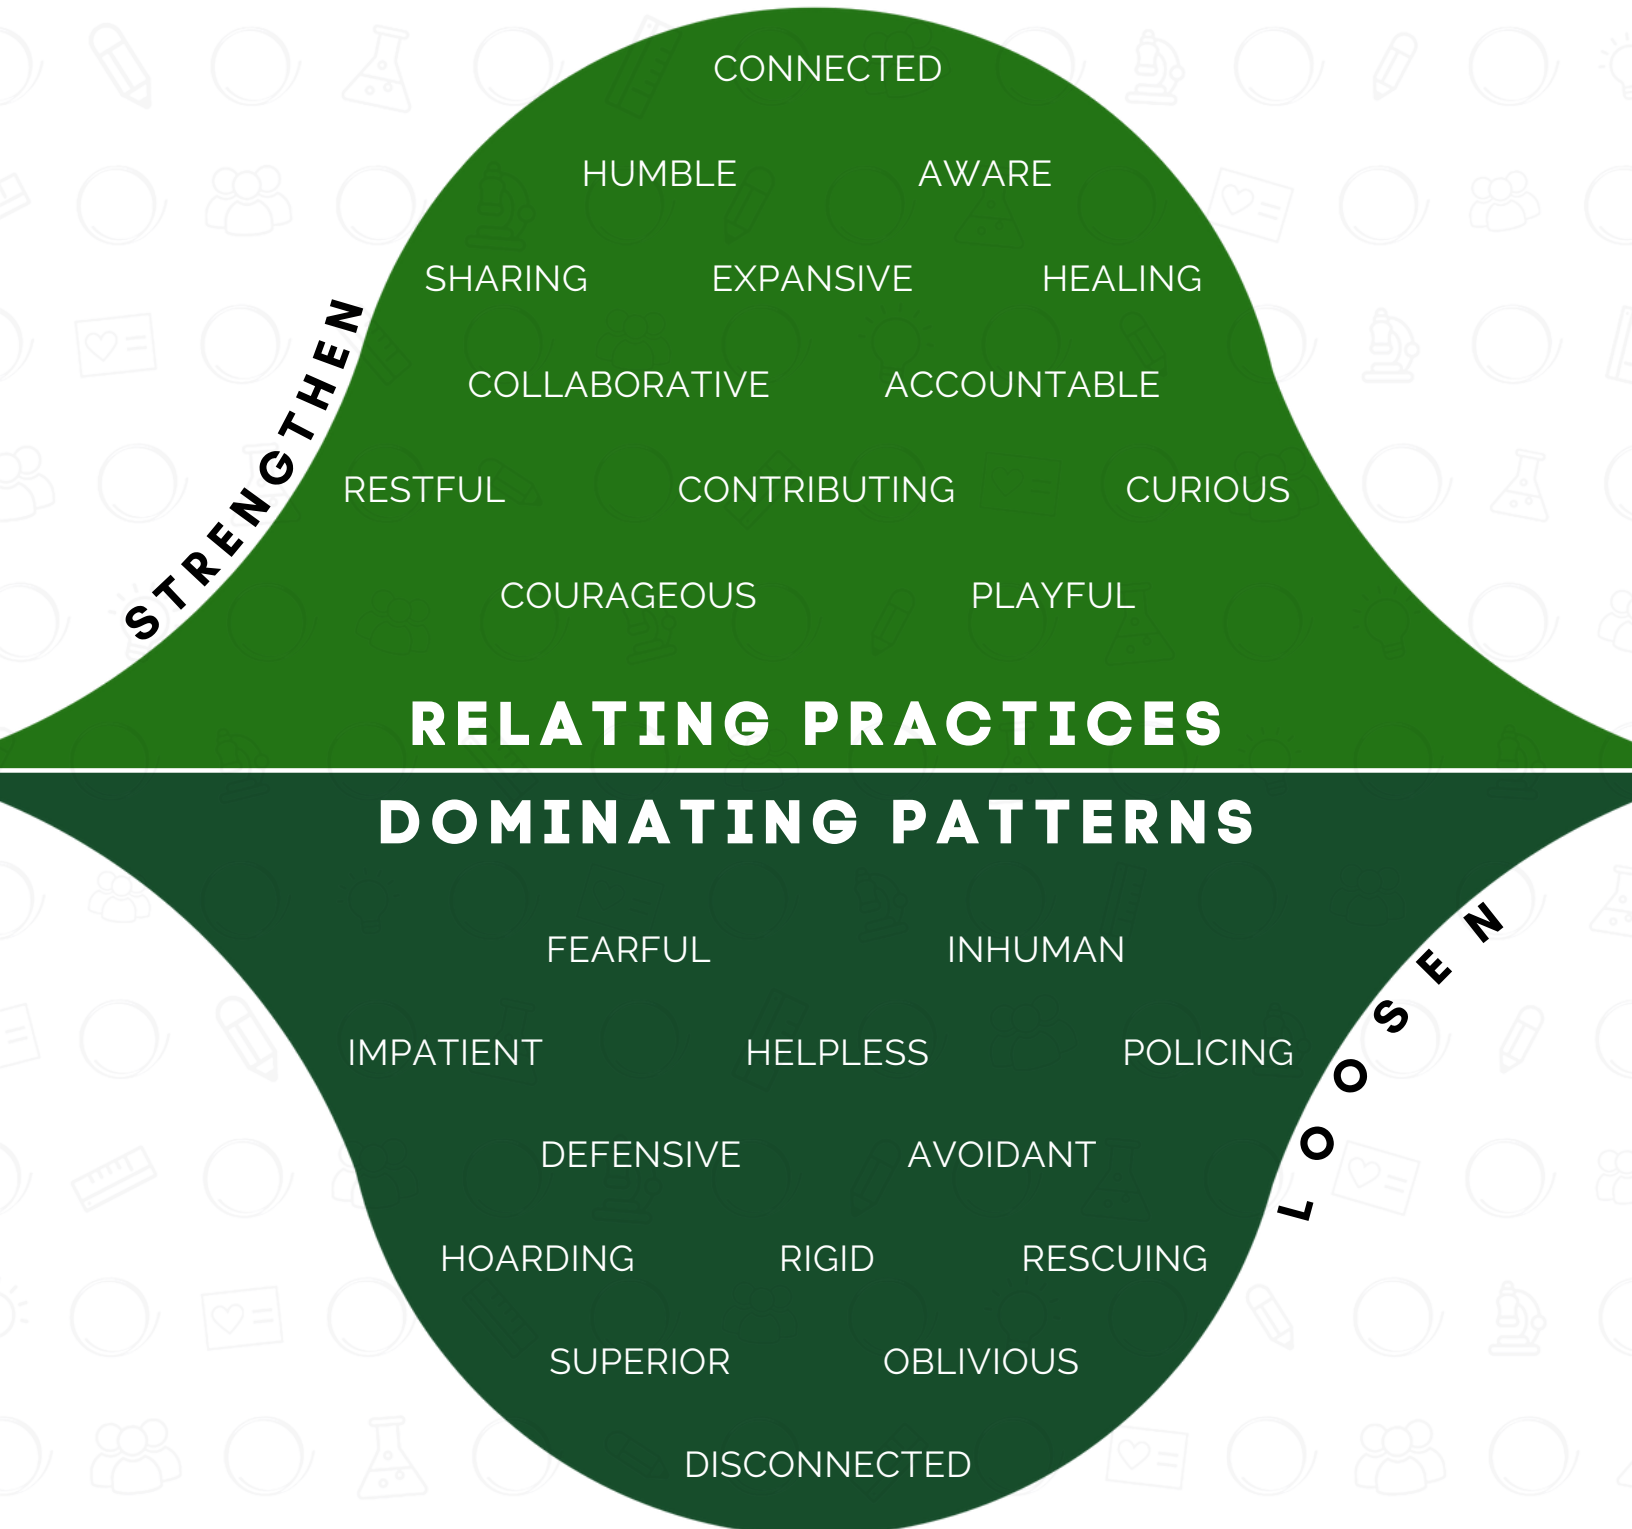 CONNECTED
HUMBLE AWARE
SHARING EXPANSIVE HEALING
COLLABORATIVE ACCOUNTABLE
RESTFUL CONTRIBUTING CURIOUS
COURAGEOUS PLAYFUL
STRENGTHEN
RELATING PRACTICES
DOMINATING PATTERNS
FEARFUL INHUMAN
IMPATIENT HELPLESS POLICING
DEFENSIVE AVOIDANT
HOARDING RIGID RESCUING
SUPERIOR OBLIVIOUS
DISCONNECTED
LOOSEN